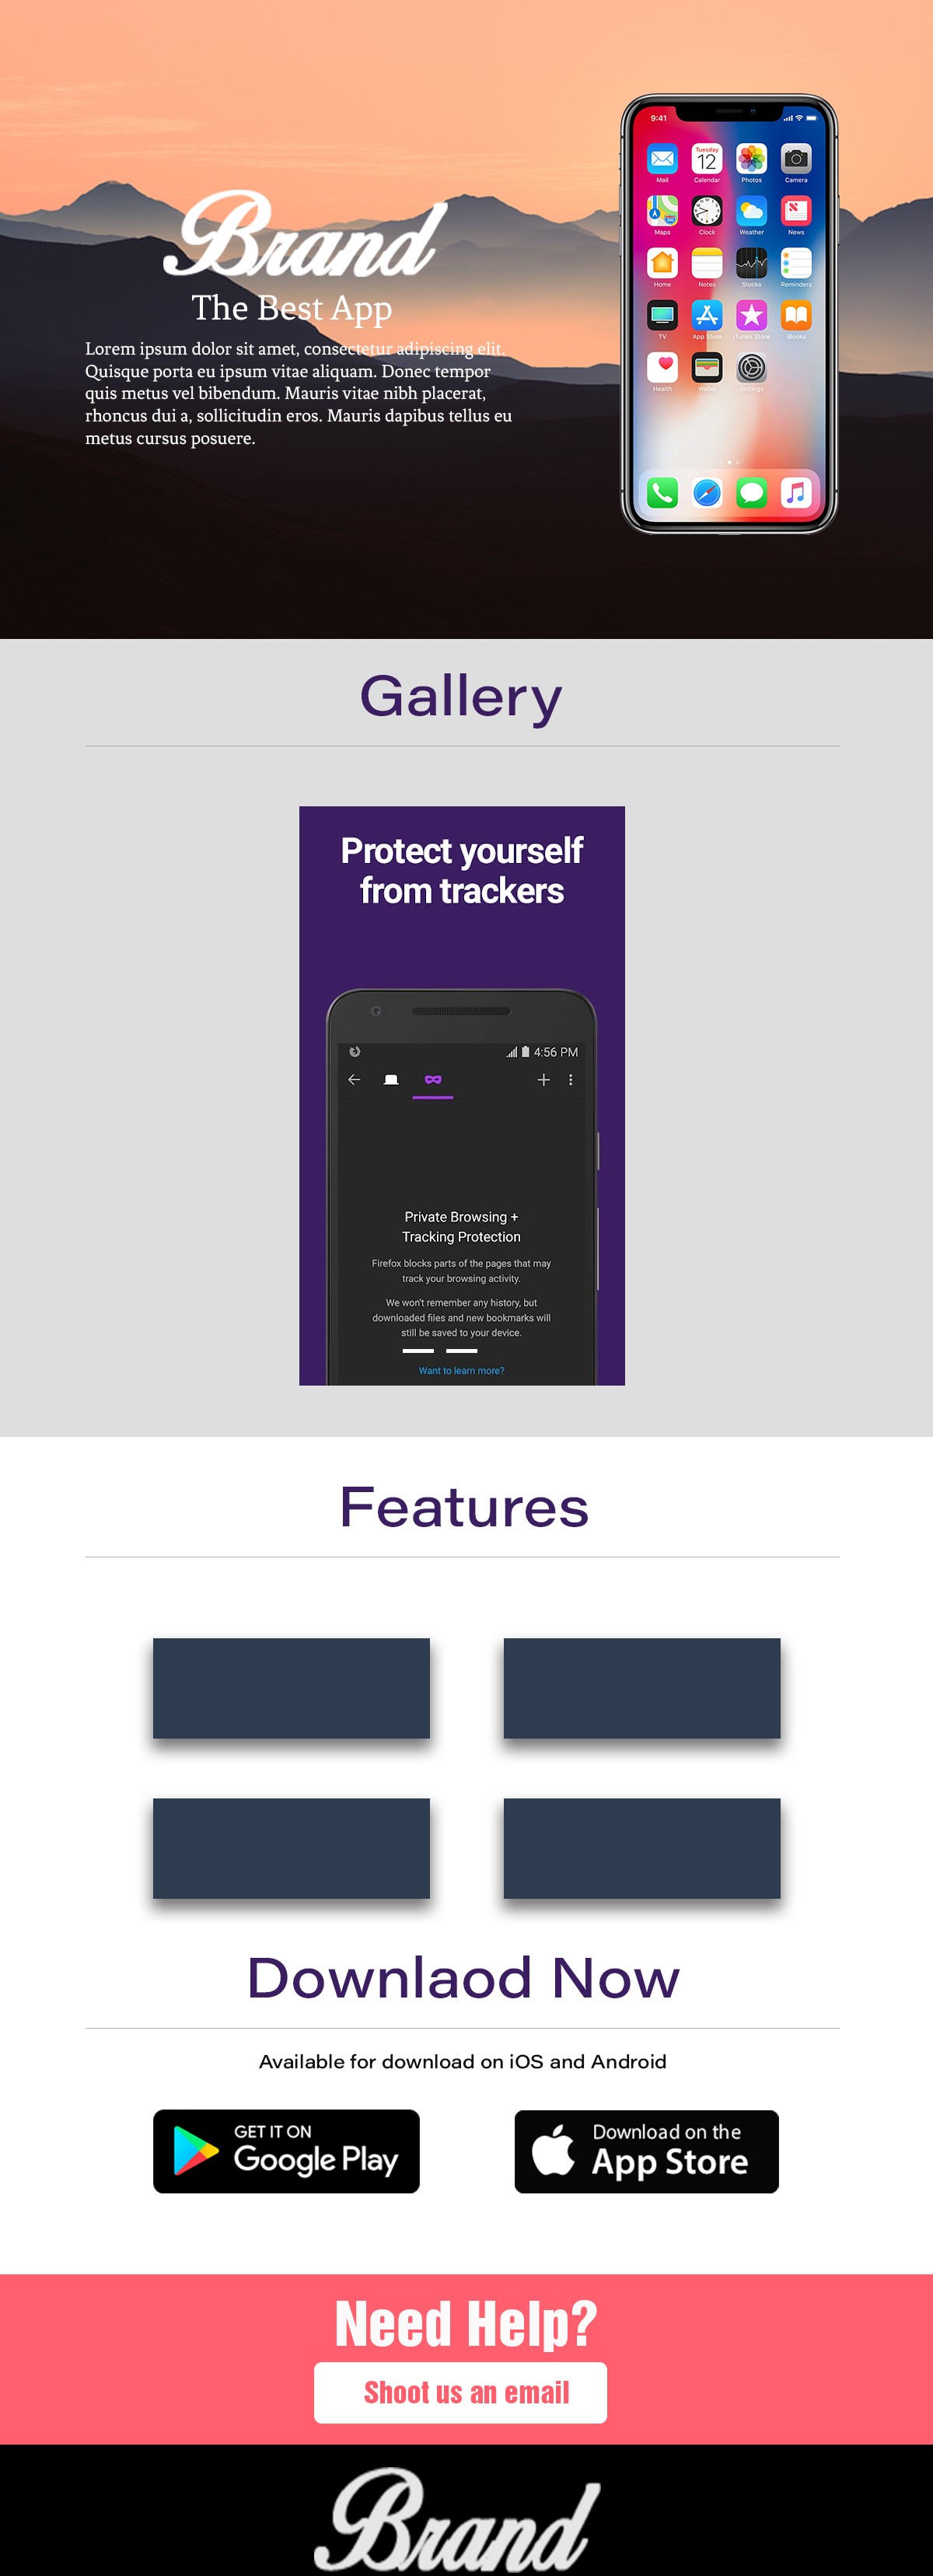 9:41
Tuesday
12
Mail
Calendar
Photos
Camera
Maps
Clock
Weather
News
Home
Notes
Stocks
Reminders
TV
App Store
iTunes Store
iBooks
Health
Wallet
Settings
Brand
The Best App
Lorem ipsum dolor sit amet, consectetur adipiscing elit.
Quisque porta eu ipsum vitae aliquam. Donec tempor
quis metus vel bibendum. Mauris vitae nibh placerat,
rhoncus dui a, sollicitudin eros. Mauris dapibus tellus eu
metus cursus posuere.
Gallery
Protect yourself
from trackers
4:56 PM
Private Browsing +
Tracking Protection
Firefox blocks parts of the pages that may
track your browsing activity.
We won't remember any history, but
downloaded files and new bookmarks will
still be saved to your device.
Want to learn more?
Features
Downlaod Now
Available for download on iOS and Android
GET IT ON
Google Play
Download on the
App Store
Need Help?
Shoot us an email
Brand